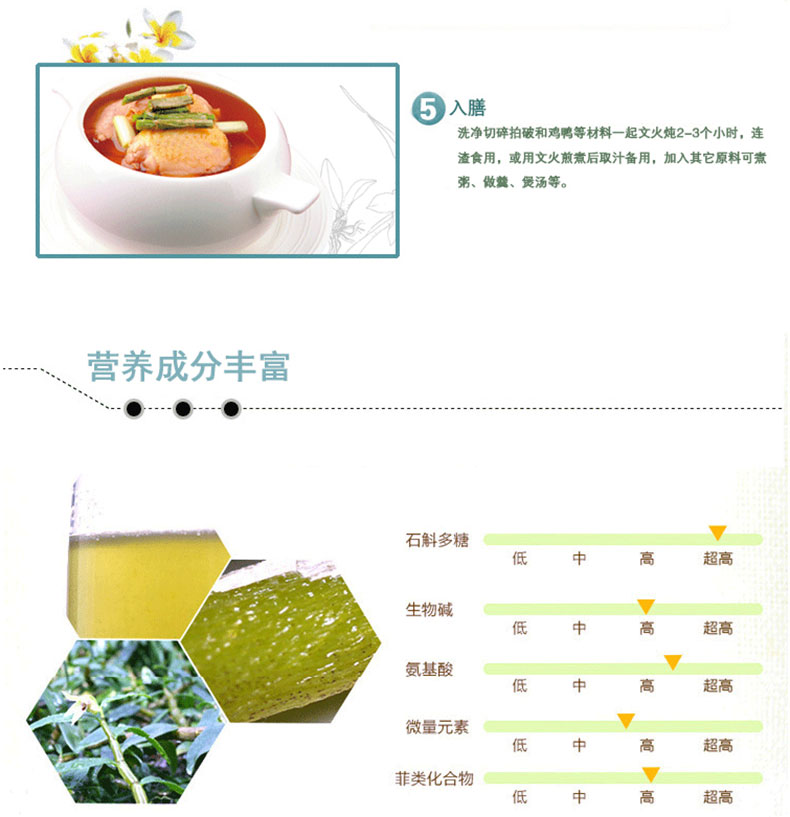 5 入膳
洗净切碎拍破和鸡鸭等材料一起文火炖2-3个小时，连
渣食用，或用文火煎煮后取汁备用，加入其它原料可煮
粥、做羹、煲汤等。
营养成分丰富
石斛多糖
低 中 高 超高
生物碱
低 中 高 超高
氨基酸
低 中 高 超高
微量元素
低 中 高 超高
菲类化合物
低 中 高 超高